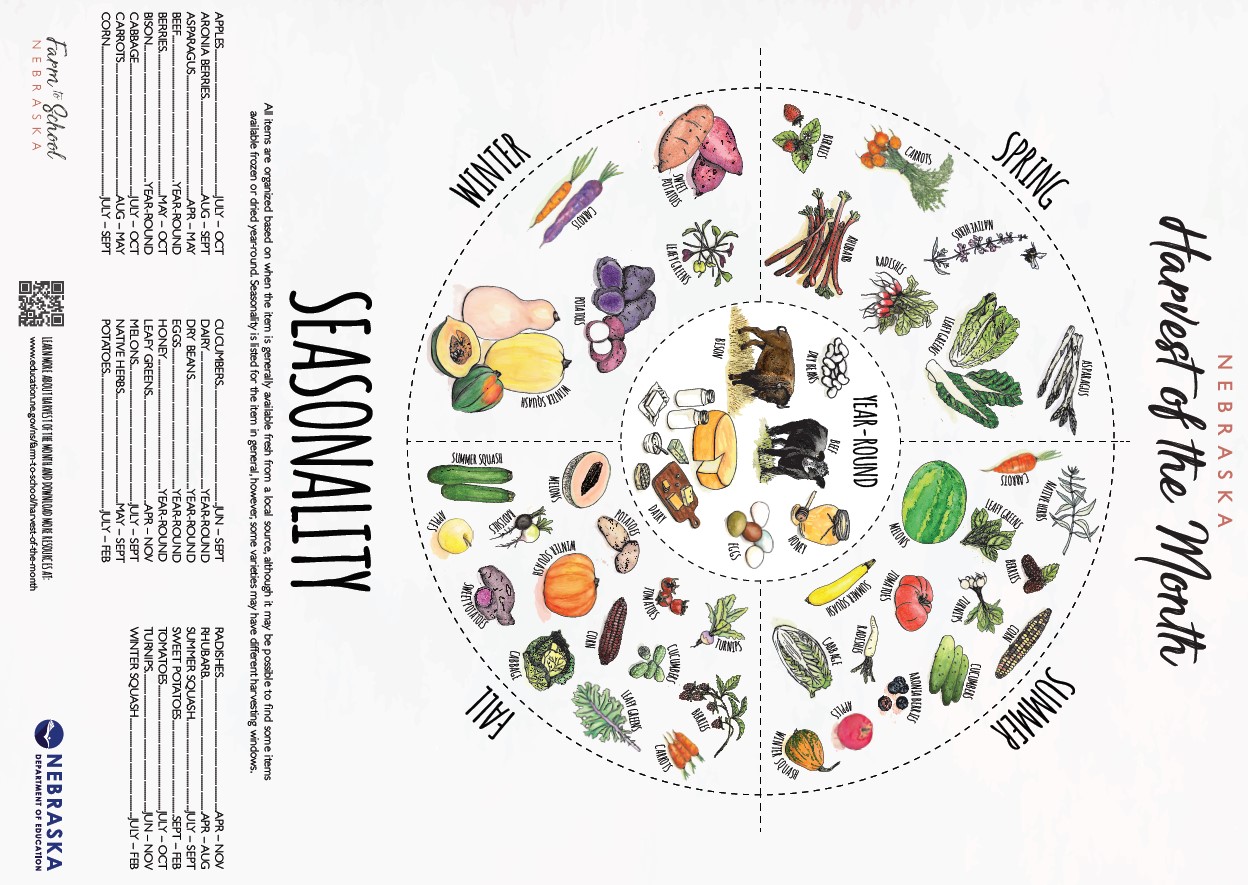 NEBRASKA
Harvest of the Month
SPRING
ASPARAGUS
NATIVE HERBS
LEAFY GREENS
CARROTS
RADISHES
RHUBARB
BERRIES
SUMMER
NATIVE HERBS
CARROTS
LEAFY GREENS
BERRIES
CORN
TURNIPS
CUCUMBERS
MELONS
TOMATOES
ARONIA BERRIES
SUMMER SQUASH
RADISHES
APPLES
CABBAGE
WINTER SQUASH
YEAR-ROUND
DRY BEANS
BEEF
HONEY
BISON
EGGS
DAIRY
WINTER
SWEET
POTATOES
LEAFY GREENS
POTATOES
CARROTS
WINTER SQUASH
FALL
TURNIPS
BERRIES
CARROTS
TOMATOES
CUCUMBERS
LEAFY GREENS
POTATOES
CORN
MELONS
WINTER SQUASH
CABBAGE
RADISHES
SWEET POTATOES
SUMMER SQUASH
APPLES
SEASONALITY
All items are organized based on when the item is generally available fresh from a local source, although it may be possible to find some items
available frozen or dried year-round. Seasonality is listed for the item in general, however, some varieties may have different harvesting windows.
APPLES JULY – OCT
ARONIA BERRIES AUG – SEPT
ASPARAGUS APR – MAY
BEEF YEAR-ROUND
BERRIES MAY – OCT
BISON YEAR-ROUND
CABBAGE JULY – OCT
CARROTS AUG – MAY
CORN JULY – SEPT
CUCUMBERS JUN – SEPT
DAIRY YEAR-ROUND
DRY BEANS YEAR-ROUND
EGGS YEAR-ROUND
HONEY YEAR-ROUND
LEAFY GREENS APR – NOV
MELONS JULY – SEPT
NATIVE HERBS MAY – SEPT
POTATOES JULY – FEB
RADISHES APR – NOV
RHUBARB APR – AUG
SUMMER SQUASH JULY – SEPT
SWEET POTATOES SEPT – FEB
TOMATOES JULY – OCT
TURNIPS JUN – NOV
WINTER SQUASH JULY – FEB
Farm to School
NEBRASKA
LEARN MORE ABOUT HARVEST OF THE MONTH AND DOWNLOAD MORE RESOURCES AT:
www.education.ne.gov/ns/farm-to-school/harvest-of-the-month
NEBRASKA
DEPARTMENT OF EDUCATION